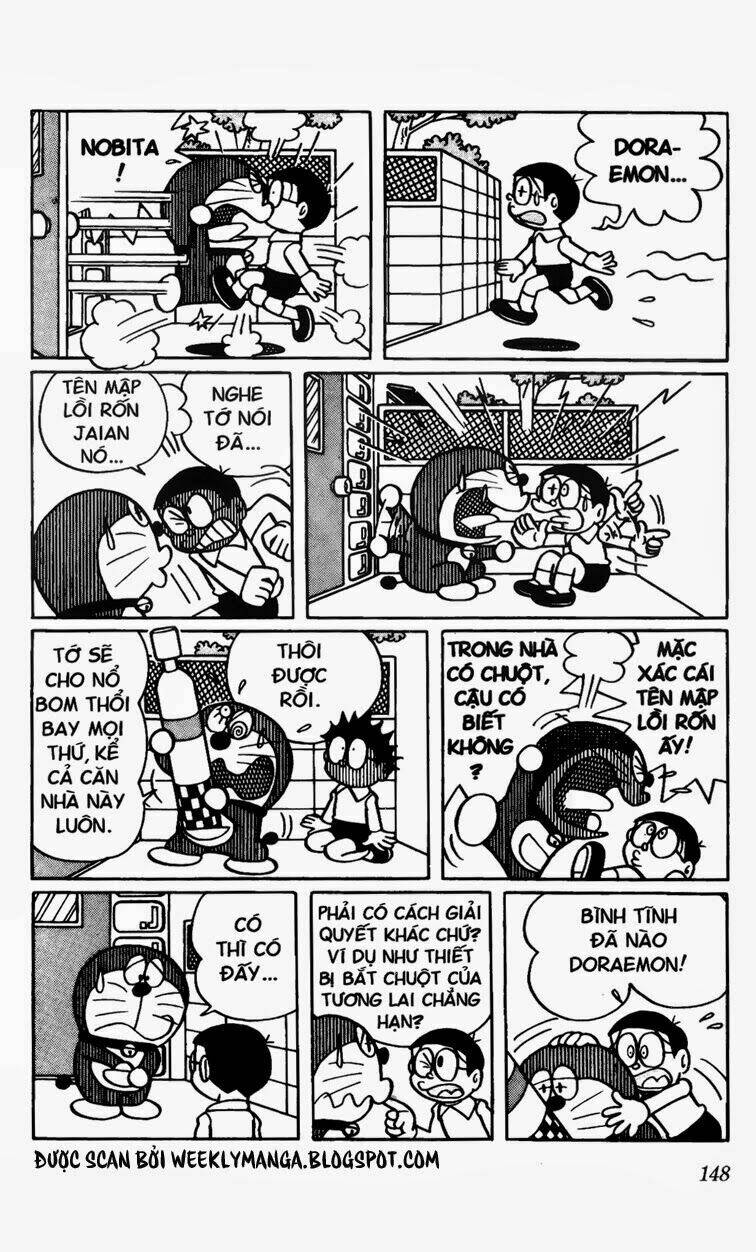 DORA-
EMON...
NOBITA
!
NGHE
TỚ NÓI
ĐÃ...
TÊN MẬP
LỒI RỐN
JAIAN
NÓ...
MẶC
XÁC CÁI
TÊN MẬP
LỒI RỐN
ẤY!
TRONG NHÀ
CÓ CHUỘT,
CẬU CÓ
BIẾT
KHÔNG
?
THÔI
ĐƯỢC
RỒI.
TỚ SẼ
CHO NỔ
BOM THỔI
BAY MỌI
THỨ, KỂ
CẢ CĂN
NHÀ NÀY
LUÔN.
BÌNH TĨNH
ĐÃ NÀO
DORAEMON!
PHẢI CÓ CÁCH GIẢI
QUYẾT KHÁC CHỨ?
VÍ DỤ NHƯ THIẾT
BỊ BẮT CHUỘT CỦA
TƯƠNG LAI CHẲNG
HẠN?
CÓ
THÌ CÓ
ĐẤY...
ĐƯỢC SCAN BỞI WEEKLYMANGA.BLOGSPOT.COM
148